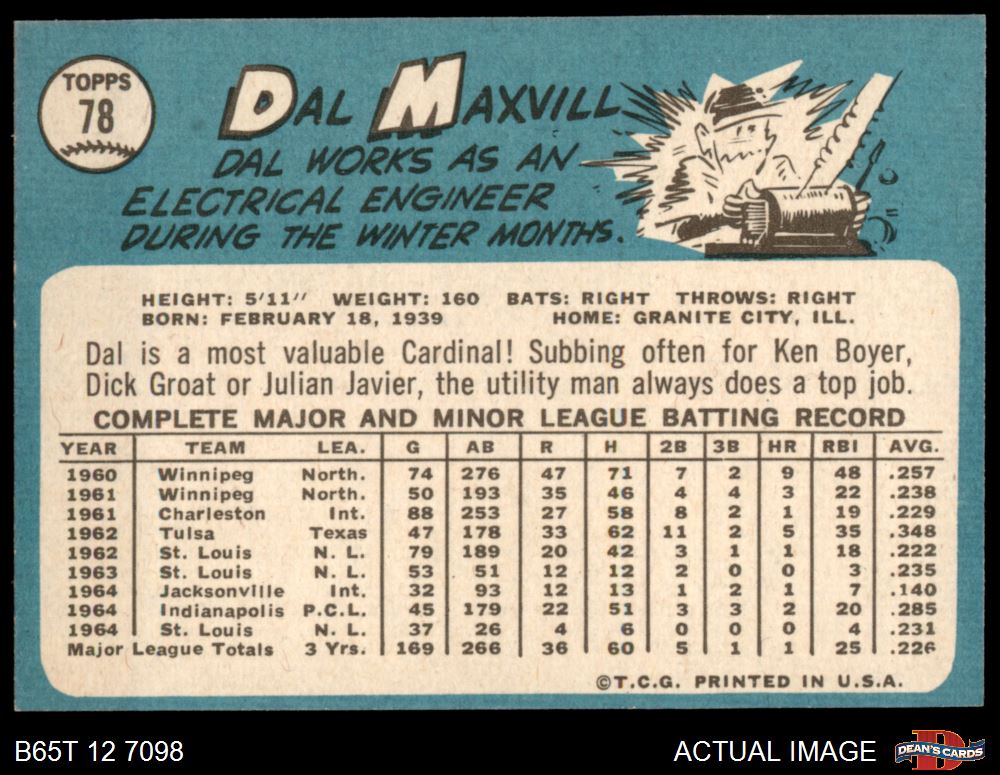 TOPPS
78
DAL MAXVILL
DAL WORKS AS AN
ELECTRICAL ENGINEER
DURING THE WINTER MONTHS.
HEIGHT: 5'11" WEIGHT: 160 BATS: RIGHT THROWS: RIGHT
BORN: FEBRUARY 18, 1939 HOME: GRANITE CITY, ILL.
Dal is a most valuable Cardinal! Subbing often for Ken Boyer,
Dick Groat or Julian Javier, the utility man always does a top job.
COMPLETE MAJOR AND MINOR LEAGUE BATTING RECORD
YEAR TEAM LEA. G AB R H 2B 3B HR RBI AVG.
1960 Winnipeg North. 74 276 47 71 7 2 9 48 .257
1961 Winnipeg North. 50 193 35 46 4 4 3 22 .238
1961 Charleston Int. 88 253 27 58 8 2 1 19 .229
1962 Tulsa Texas 47 178 33 62 11 2 5 35 .348
1962 St. Louis N. L. 79 189 20 42 3 1 1 18 .222
1963 St. Louis N. L. 53 51 12 12 2 0 0 3 .235
1964 Jacksonville Int. 32 93 12 13 1 2 1 7 .140
1964 Indianapolis P.C.L. 45 179 22 51 3 3 2 20 .285
1964 St. Louis N. L. 37 26 4 6 0 0 0 4 .231
Major League Totals 3 Yrs. 169 266 36 60 5 1 1 25 .226
©T.C.G. PRINTED IN U.S.A.
B65T 12 7098
ACTUAL IMAGE
DEAN'S CARDS